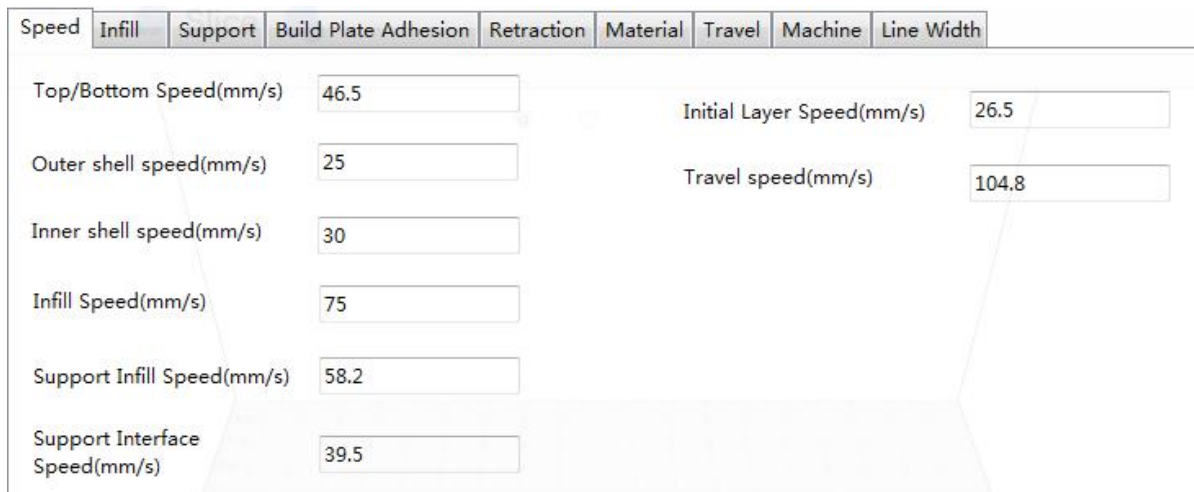 Slice
Speed Infill Support Build Plate Adhesion Retraction Material Travel Machine Line Width
Top/Bottom Speed(mm/s) 46.5
Initial Layer Speed(mm/s) 26.5
Outer shell speed(mm/s) 25
Travel speed(mm/s) 104.8
Inner shell speed(mm/s) 30
Infill Speed(mm/s) 75
Support Infill Speed(mm/s) 58.2
Support Interface
Speed(mm/s) 39.5